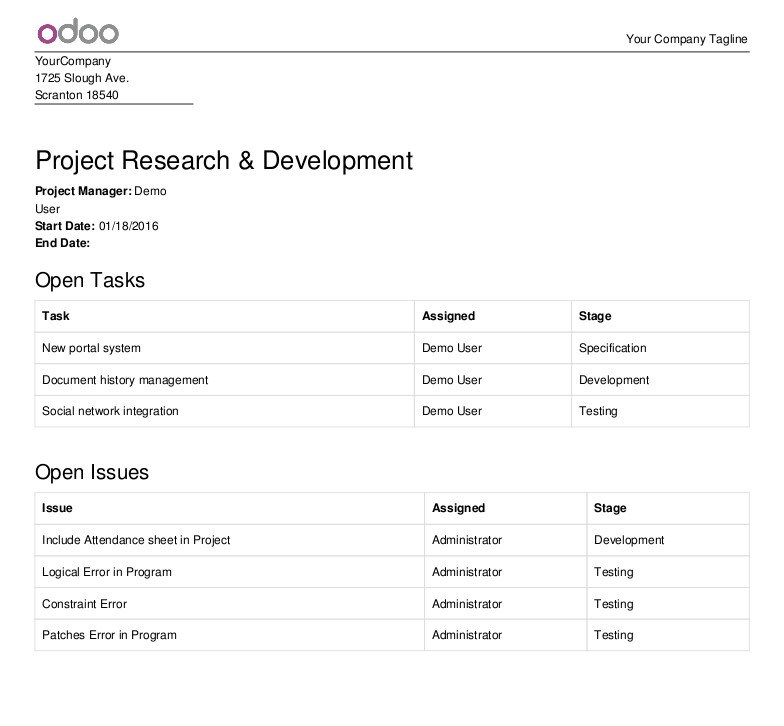 odoo
Your Company Tagline
YourCompany
1725 Slough Ave.
Scranton 18540
Project Research & Development
Project Manager: Demo
User
Start Date: 01/18/2016
End Date:
Open Tasks
Task Assigned Stage
New portal system Demo User Specification
Document history management Demo User Development
Social network integration Demo User Testing
Open Issues
Issue Assigned Stage
Include Attendance sheet in Project Administrator Development
Logical Error in Program Administrator Testing
Constraint Error Administrator Testing
Patches Error in Program Administrator Testing